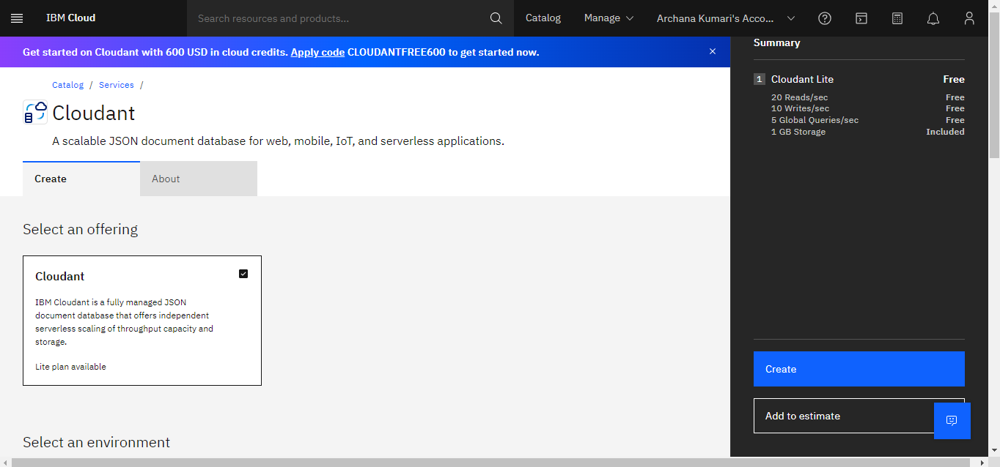 IBM Cloud
Search resources and products...
Catalog
Manage
Archana Kumari's Acco...
Get started on Cloudant with 600 USD in cloud credits. Apply code CLOUDANTFREE600 to get started now.
Catalog / Services /
Cloudant
A scalable JSON document database for web, mobile, IoT, and serverless applications.
Create
About
Select an offering
Cloudant
IBM Cloudant is a fully managed JSON
document database that offers independent
serverless scaling of throughput capacity and
storage.
Lite plan available
Select an environment
Summary
1 Cloudant Lite Free
20 Reads/sec Free
10 Writes/sec Free
5 Global Queries/sec Free
1 GB Storage Included
Create
Add to estimate